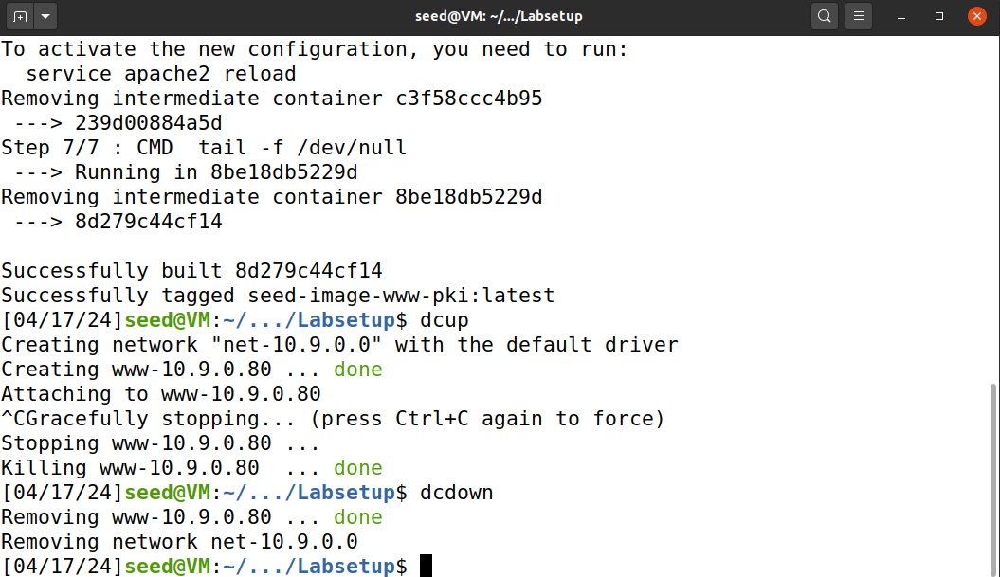 seed@VM: ~/.../Labsetup
To activate the new configuration, you need to run:
  service apache2 reload
Removing intermediate container c3f58ccc4b95
 ---> 239d00884a5d
Step 7/7 : CMD  tail -f /dev/null
 ---> Running in 8be18db5229d
Removing intermediate container 8be18db5229d
 ---> 8d279c44cf14

Successfully built 8d279c44cf14
Successfully tagged seed-image-www-pki:latest
[04/17/24]seed@VM:~/.../Labsetup$ dcup
Creating network "net-10.9.0.0" with the default driver
Creating www-10.9.0.80 ... done
Attaching to www-10.9.0.80
^CGracefully stopping... (press Ctrl+C again to force)
Stopping www-10.9.0.80 ...
Killing www-10.9.0.80  ... done
[04/17/24]seed@VM:~/.../Labsetup$ dcdown
Removing www-10.9.0.80 ... done
Removing network net-10.9.0.0
[04/17/24]seed@VM:~/.../Labsetup$